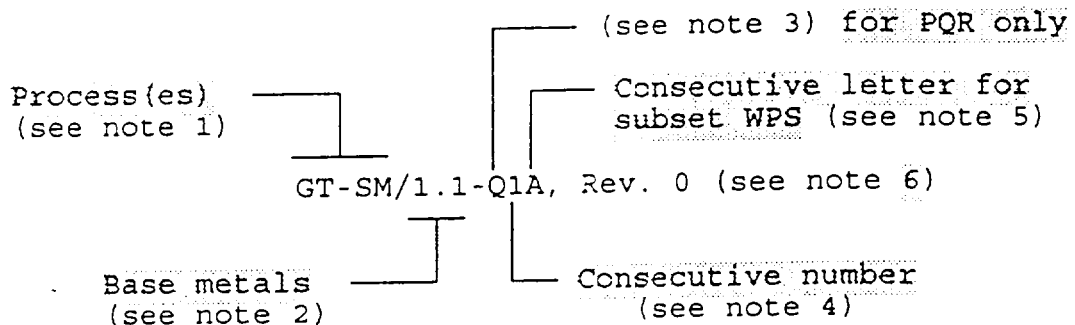 (see note 3) for PQR only
Process(es)
(see note 1)
Consecutive letter for
subset WPS (see note 5)
GT-SM/1.1-Q1A, Rev. 0 (see note 6)
Base metals
(see note 2)
Consecutive number
(see note 4)